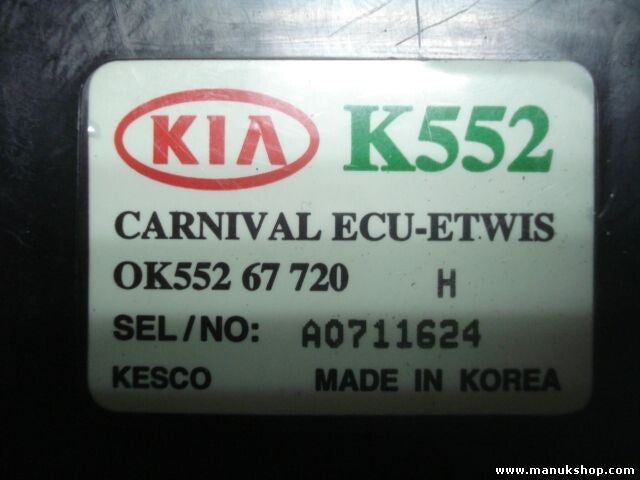 KIA K552
CARNIVAL ECU-ETWIS
OK552 67 720 H
SEL/NO: A0711624
KESCO MADE IN KOREA
www.manukshop.com